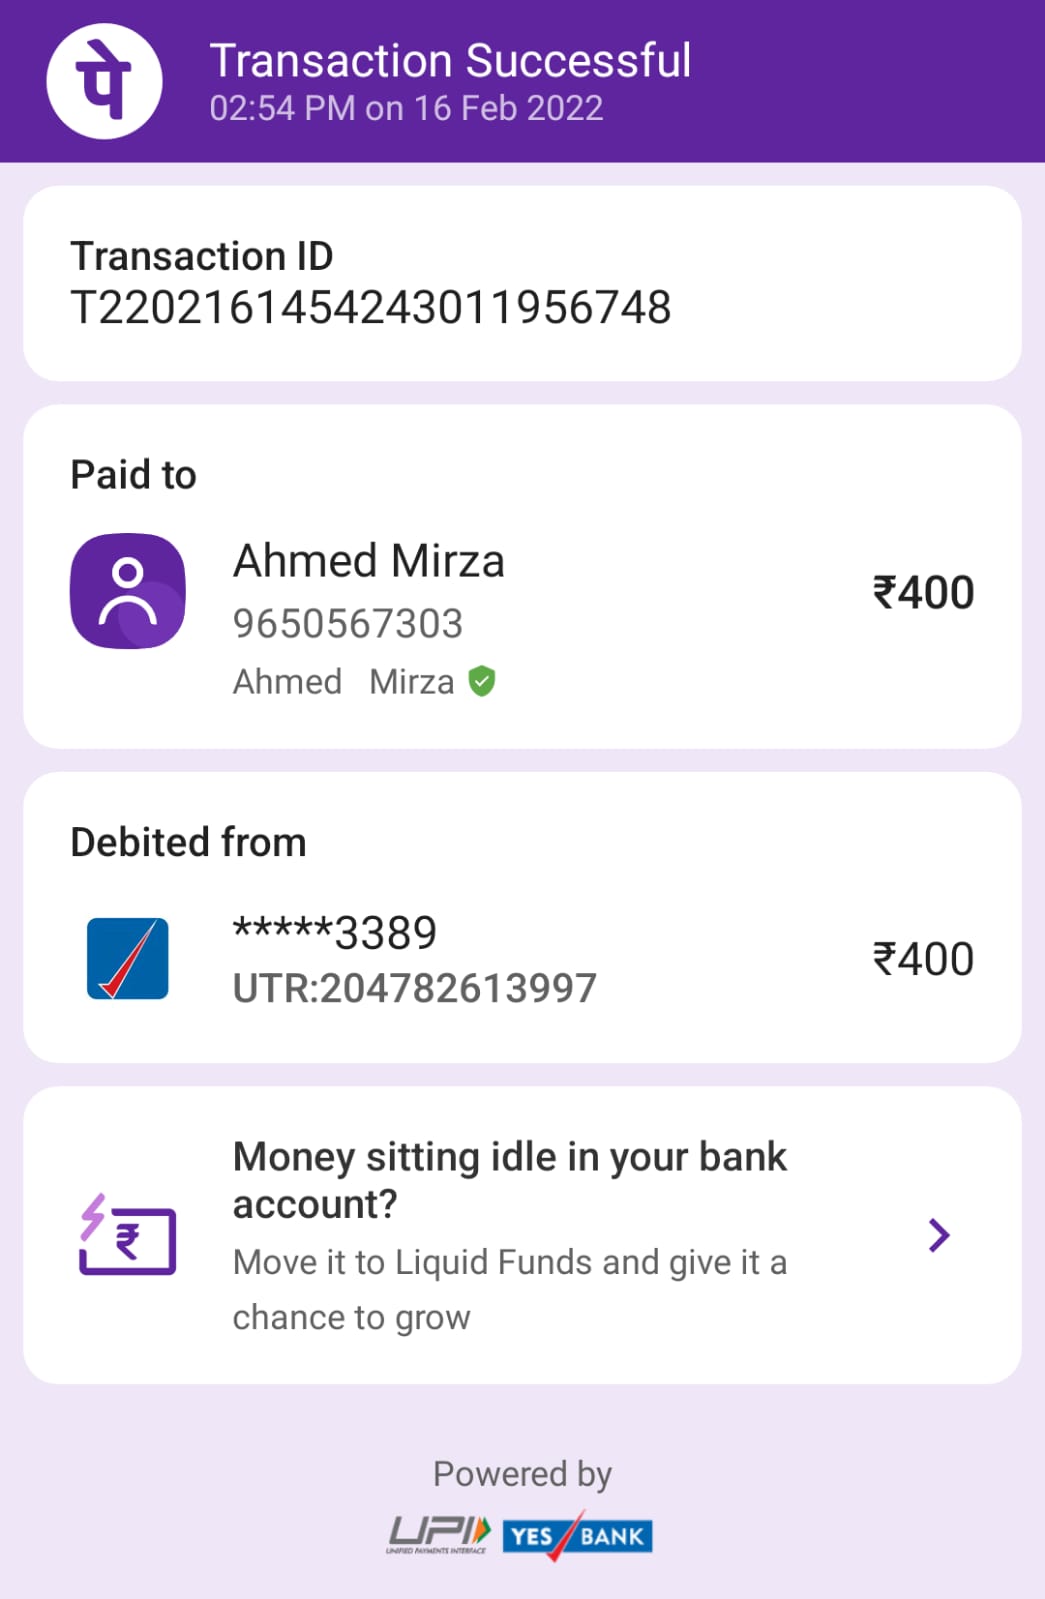 पे
Transaction Successful
02:54 PM on 16 Feb 2022
Transaction ID
T2202161454243011956748
Paid to
Ahmed Mirza
₹400
9650567303
Ahmed Mirza
Debited from
*****3389
₹400
UTR:204782613997
Money sitting idle in your bank
account?
₹
Move it to Liquid Funds and give it a
chance to grow
Powered by
UPI YES BANK
UNIFIED PAYMENTS INTERFACE